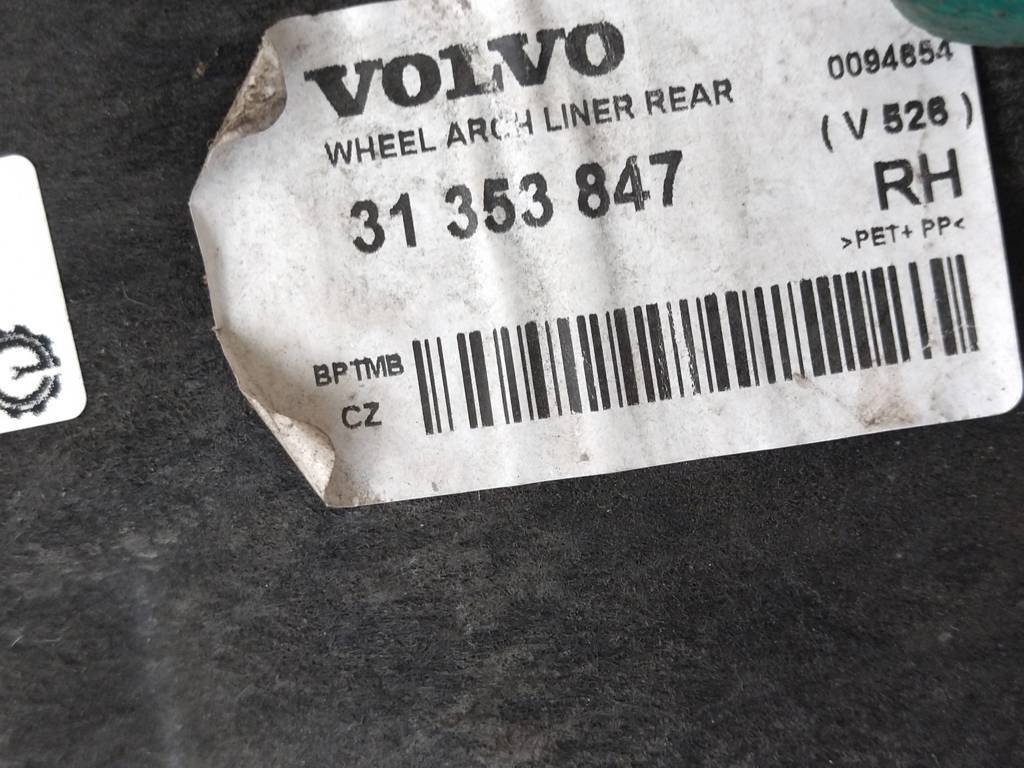 VOLVO
0094654
WHEEL ARCH LINER REAR
( V 526 )
31 353 847
RH
>PET+ PP<
BPTMB
CZ
e